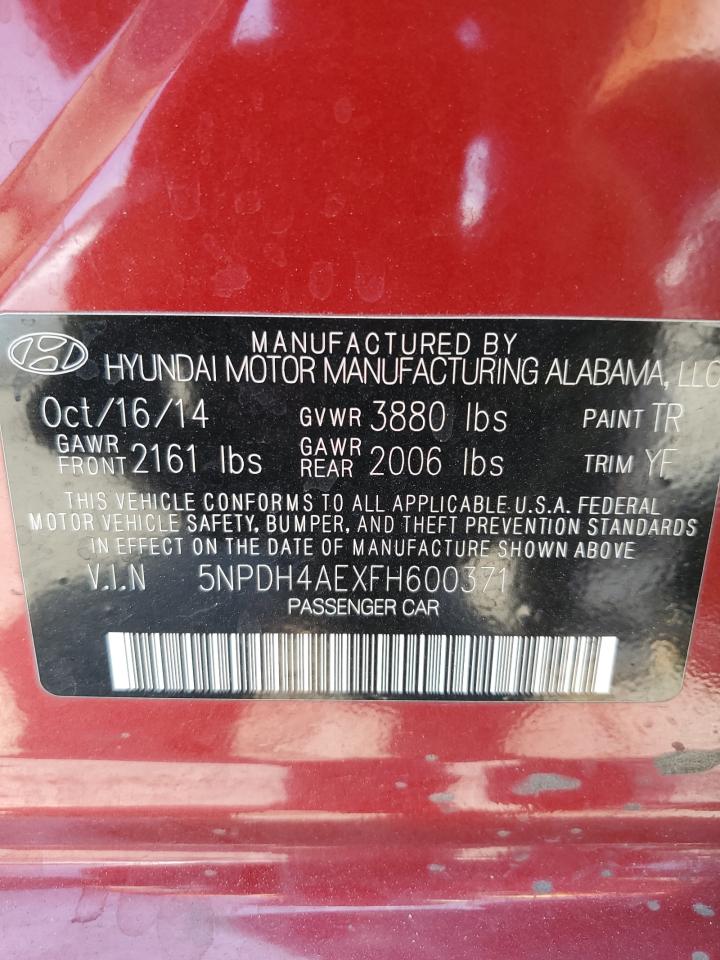 MANUFACTURED BY
HYUNDAI MOTOR MANUFACTURING ALABAMA, LLC
Oct/16/14 GVWR 3880 lbs PAINT TR
GAWR FRONT 2161 lbs GAWR REAR 2006 lbs TRIM YF
THIS VEHICLE CONFORMS TO ALL APPLICABLE U.S.A. FEDERAL
MOTOR VEHICLE SAFETY, BUMPER, AND THEFT PREVENTION STANDARDS
IN EFFECT ON THE DATE OF MANUFACTURE SHOWN ABOVE
V.I.N 5NPDH4AEXFH600371
PASSENGER CAR